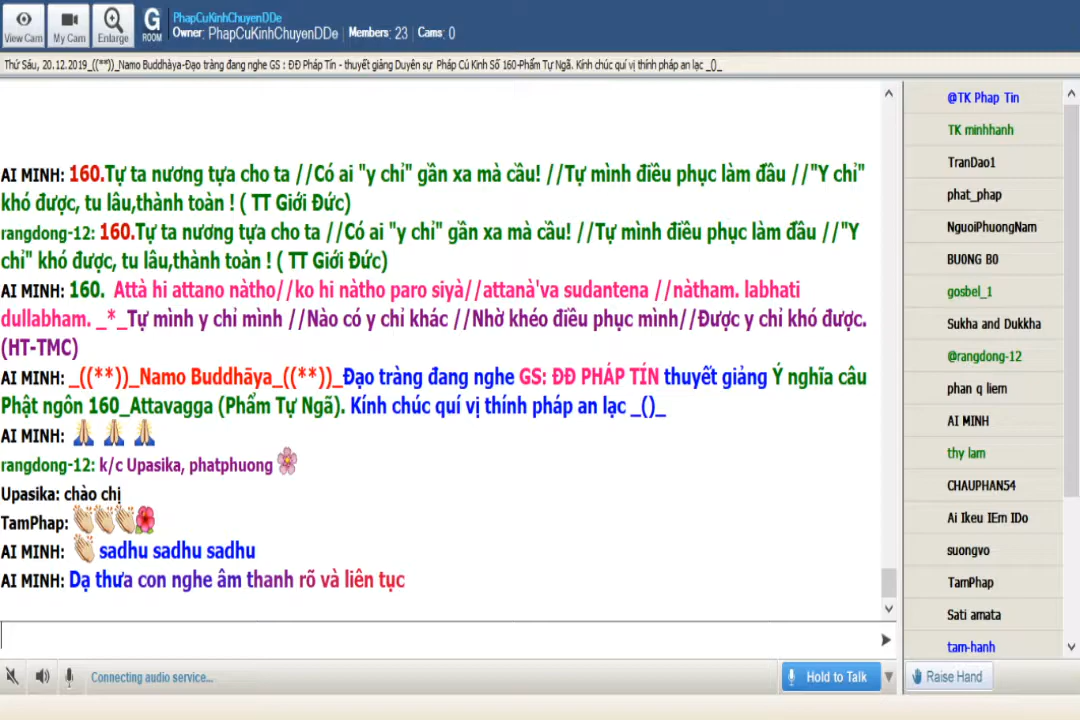 View Cam
My Cam
Enlarge
G
ROOM
PhapCuKinhChuyenDDe
Owner: PhapCuKinhChuyenDDe Members: 23 Cams: 0
Thứ Sáu, 20.12.2019_((**))_Namo Buddhàya-Đạo tràng đang nghe GS : ĐĐ Pháp Tín - thuyết giảng Duyên sự Pháp Cú Kinh Số 160-Phẩm Tự Ngã. Kính chúc quí vị thính pháp an lạc _()_
AI MINH: 160.Tự ta nương tựa cho ta //Có ai "y chỉ" gần xa mà cầu! //Tự mình điều phục làm đầu //"Y chỉ"
khó được, tu lâu,thành toàn ! ( TT Giới Đức)
rangdong-12: 160.Tự ta nương tựa cho ta //Có ai "y chỉ" gần xa mà cầu! //Tự mình điều phục làm đầu //"Y
chỉ" khó được, tu lâu,thành toàn ! ( TT Giới Đức)
AI MINH: 160. Attà hi attano nàtho//ko hi nàtho paro siyà//attanà'va sudantena //nàtham. labhati
dullabham. _*_Tự mình y chỉ mình //Nào có y chỉ khác //Nhờ khéo điều phục mình//Được y chỉ khó được.
(HT-TMC)
AI MINH: _((**))_Namo Buddhāya_((**))_Đạo tràng đang nghe GS: ĐĐ PHÁP TÍN thuyết giảng Ý nghĩa câu
Phật ngôn 160_Attavagga (Phẩm Tự Ngã). Kính chúc quí vị thính pháp an lạc _()_
AI MINH:
rangdong-12: k/c Upasika, phatphuong
Upasika: chào chị
TamPhap:
AI MINH: sadhu sadhu sadhu
AI MINH: Dạ thưa con nghe âm thanh rõ và liên tục
Connecting audio service...
Hold to Talk
@TK Phap Tin
TK minhhanh
TranDao1
phat_phap
NguoiPhuongNam
BUONG BO
gosbel_1
Sukha and Dukkha
@rangdong-12
phan q liem
AI MINH
thy lam
CHAUPHAN54
Ai Ikeu IEm IDo
suongvo
TamPhap
Sati amata
tam-hanh
Raise Hand